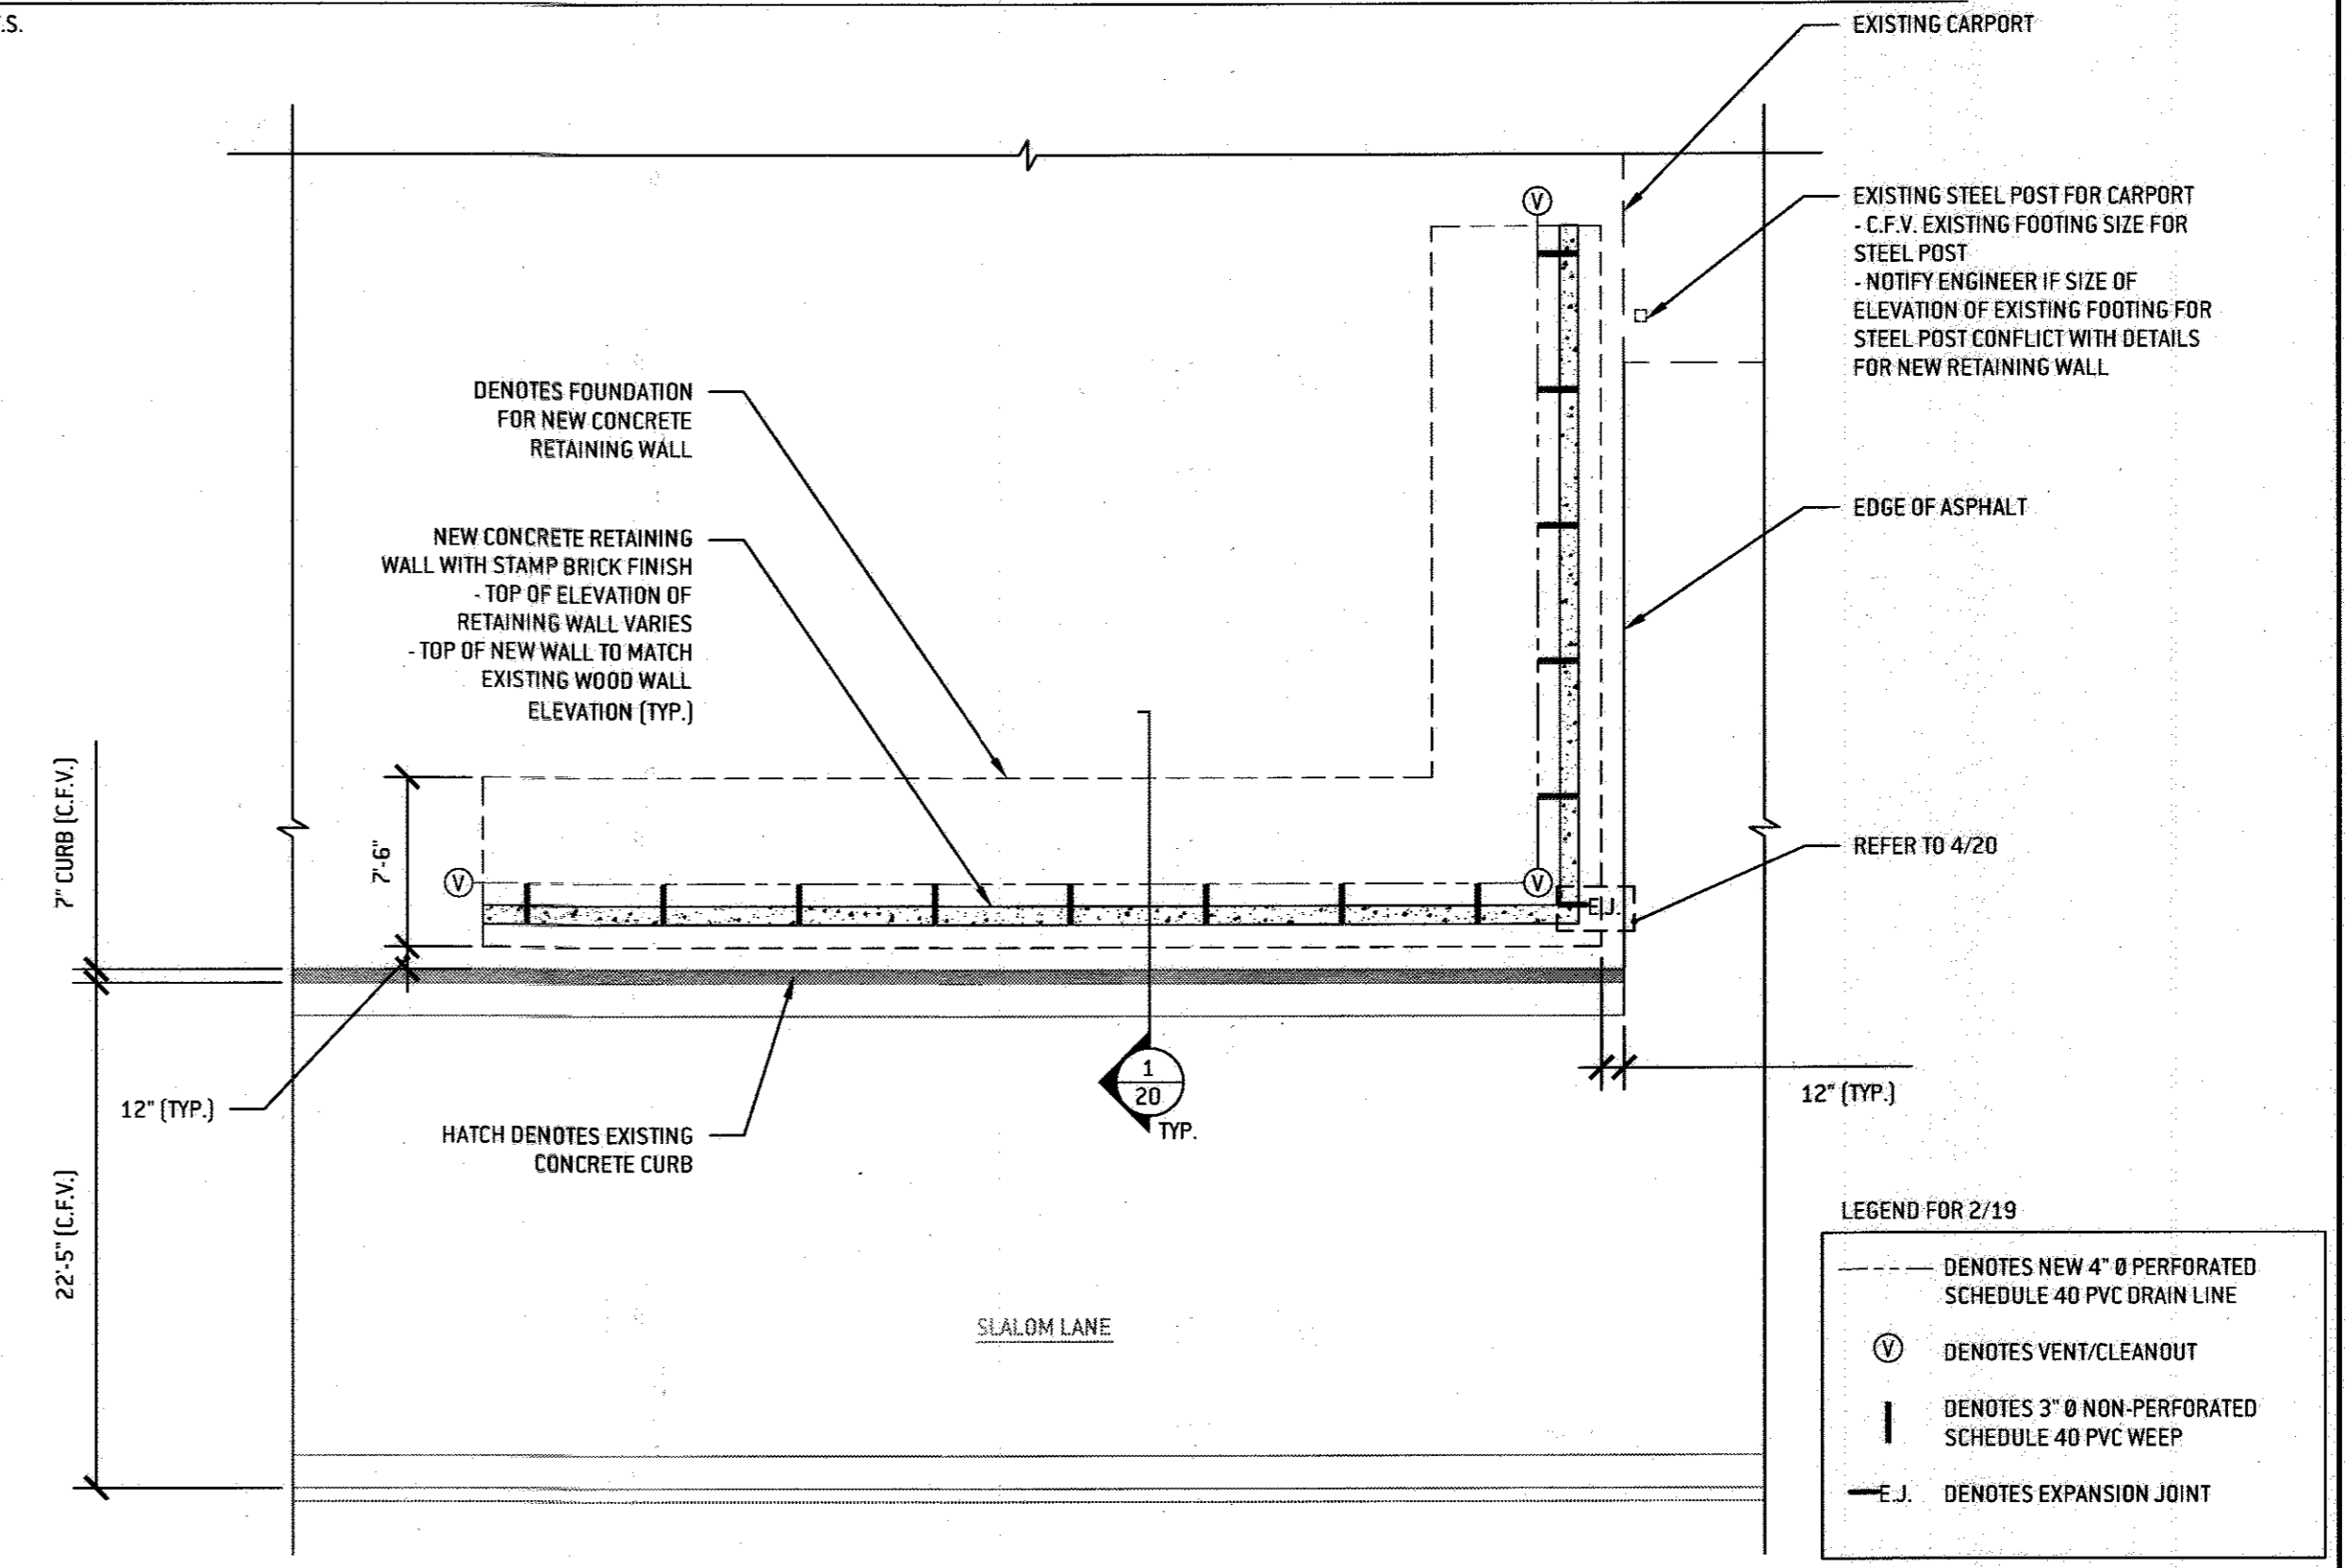 EXISTING CARPORT
EXISTING STEEL POST FOR CARPORT
- C.F.V. EXISTING FOOTING SIZE FOR
STEEL POST
- NOTIFY ENGINEER IF SIZE OF
ELEVATION OF EXISTING FOOTING FOR
STEEL POST CONFLICT WITH DETAILS
FOR NEW RETAINING WALL
V
DENOTES FOUNDATION
FOR NEW CONCRETE
RETAINING WALL
NEW CONCRETE RETAINING
WALL WITH STAMP BRICK FINISH
- TOP OF ELEVATION OF
RETAINING WALL VARIES
- TOP OF NEW WALL TO MATCH
EXISTING WOOD WALL
ELEVATION (TYP.)
EDGE OF ASPHALT
7" CURB (C.F.V.)
7'-6"
V
V
E.J.
REFER TO 4/20
12" (TYP.)
HATCH DENOTES EXISTING
CONCRETE CURB
1
20
TYP.
12" (TYP.)
22'-5" (C.F.V.)
SLALOM LANE
LEGEND FOR 2/19
DENOTES NEW 4" Ø PERFORATED
SCHEDULE 40 PVC DRAIN LINE
V DENOTES VENT/CLEANOUT
DENOTES 3" Ø NON-PERFORATED
SCHEDULE 40 PVC WEEP
E.J. DENOTES EXPANSION JOINT